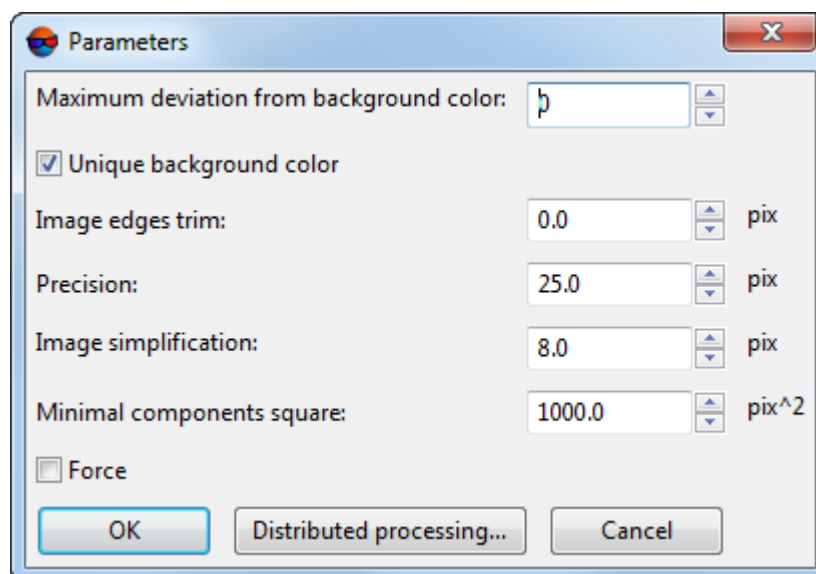 Parameters
Maximum deviation from background color: 0
Unique background color
Image edges trim: 0.0 pix
Precision: 25.0 pix
Image simplification: 8.0 pix
Minimal components square: 1000.0 pix^2
Force
OK Distributed processing... Cancel